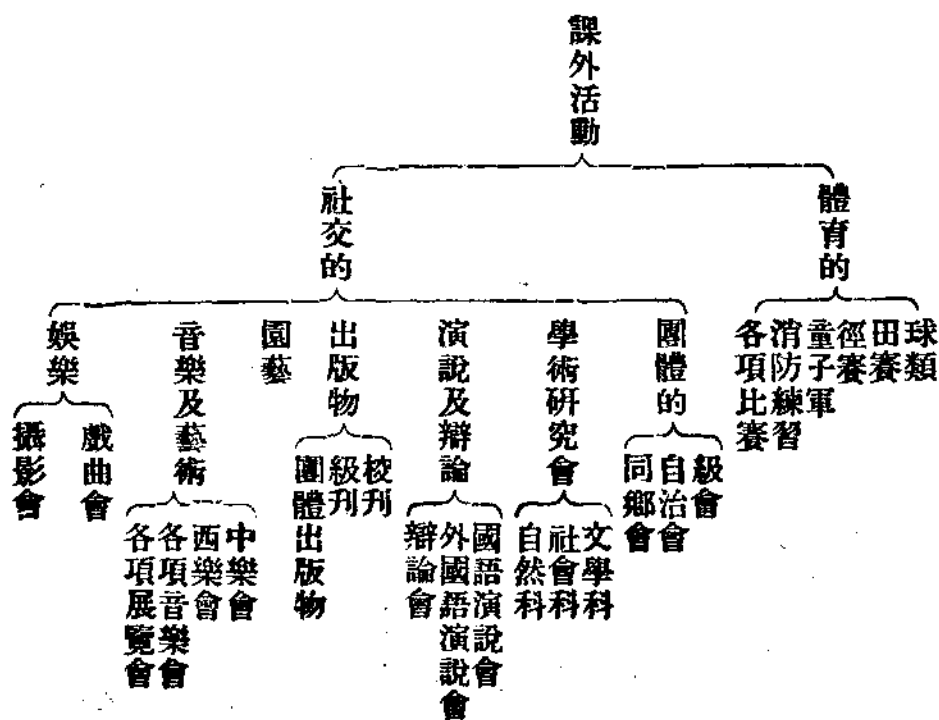 課外活動
體育的
球類
田賽
徑賽
童子軍
消防練習
各項比賽
社交的
團體的
級會
自治會
同鄉會
學術研究會
文學科
社會科
自然科
演說及辯論
國語演說會
外國語演說會
辯論會
出版物
校刊
級刊
團體出版物
園藝
音樂及藝術
中樂會
西樂會
各項音樂會
各項展覽會
娛樂
戲曲會
攝影會